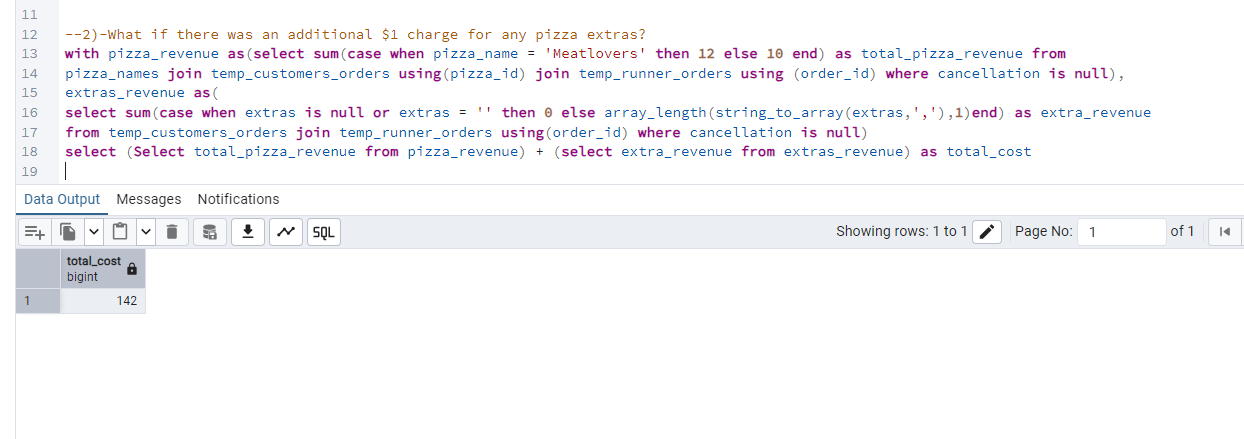 11
12 --2)-What if there was an additional $1 charge for any pizza extras?
13 with pizza_revenue as(select sum(case when pizza_name = 'Meatlovers' then 12 else 10 end) as total_pizza_revenue from
14 pizza_names join temp_customers_orders using(pizza_id) join temp_runner_orders using (order_id) where cancellation is null),
15 extras_revenue as(
16 select sum(case when extras is null or extras = '' then 0 else array_length(string_to_array(extras,','),1)end) as extra_revenue
17 from temp_customers_orders join temp_runner_orders using(order_id) where cancellation is null)
18 select (Select total_pizza_revenue from pizza_revenue) + (select extra_revenue from extras_revenue) as total_cost
19
Data Output Messages Notifications
SQL Showing rows: 1 to 1 Page No: 1 of 1
total_cost
bigint
1 142